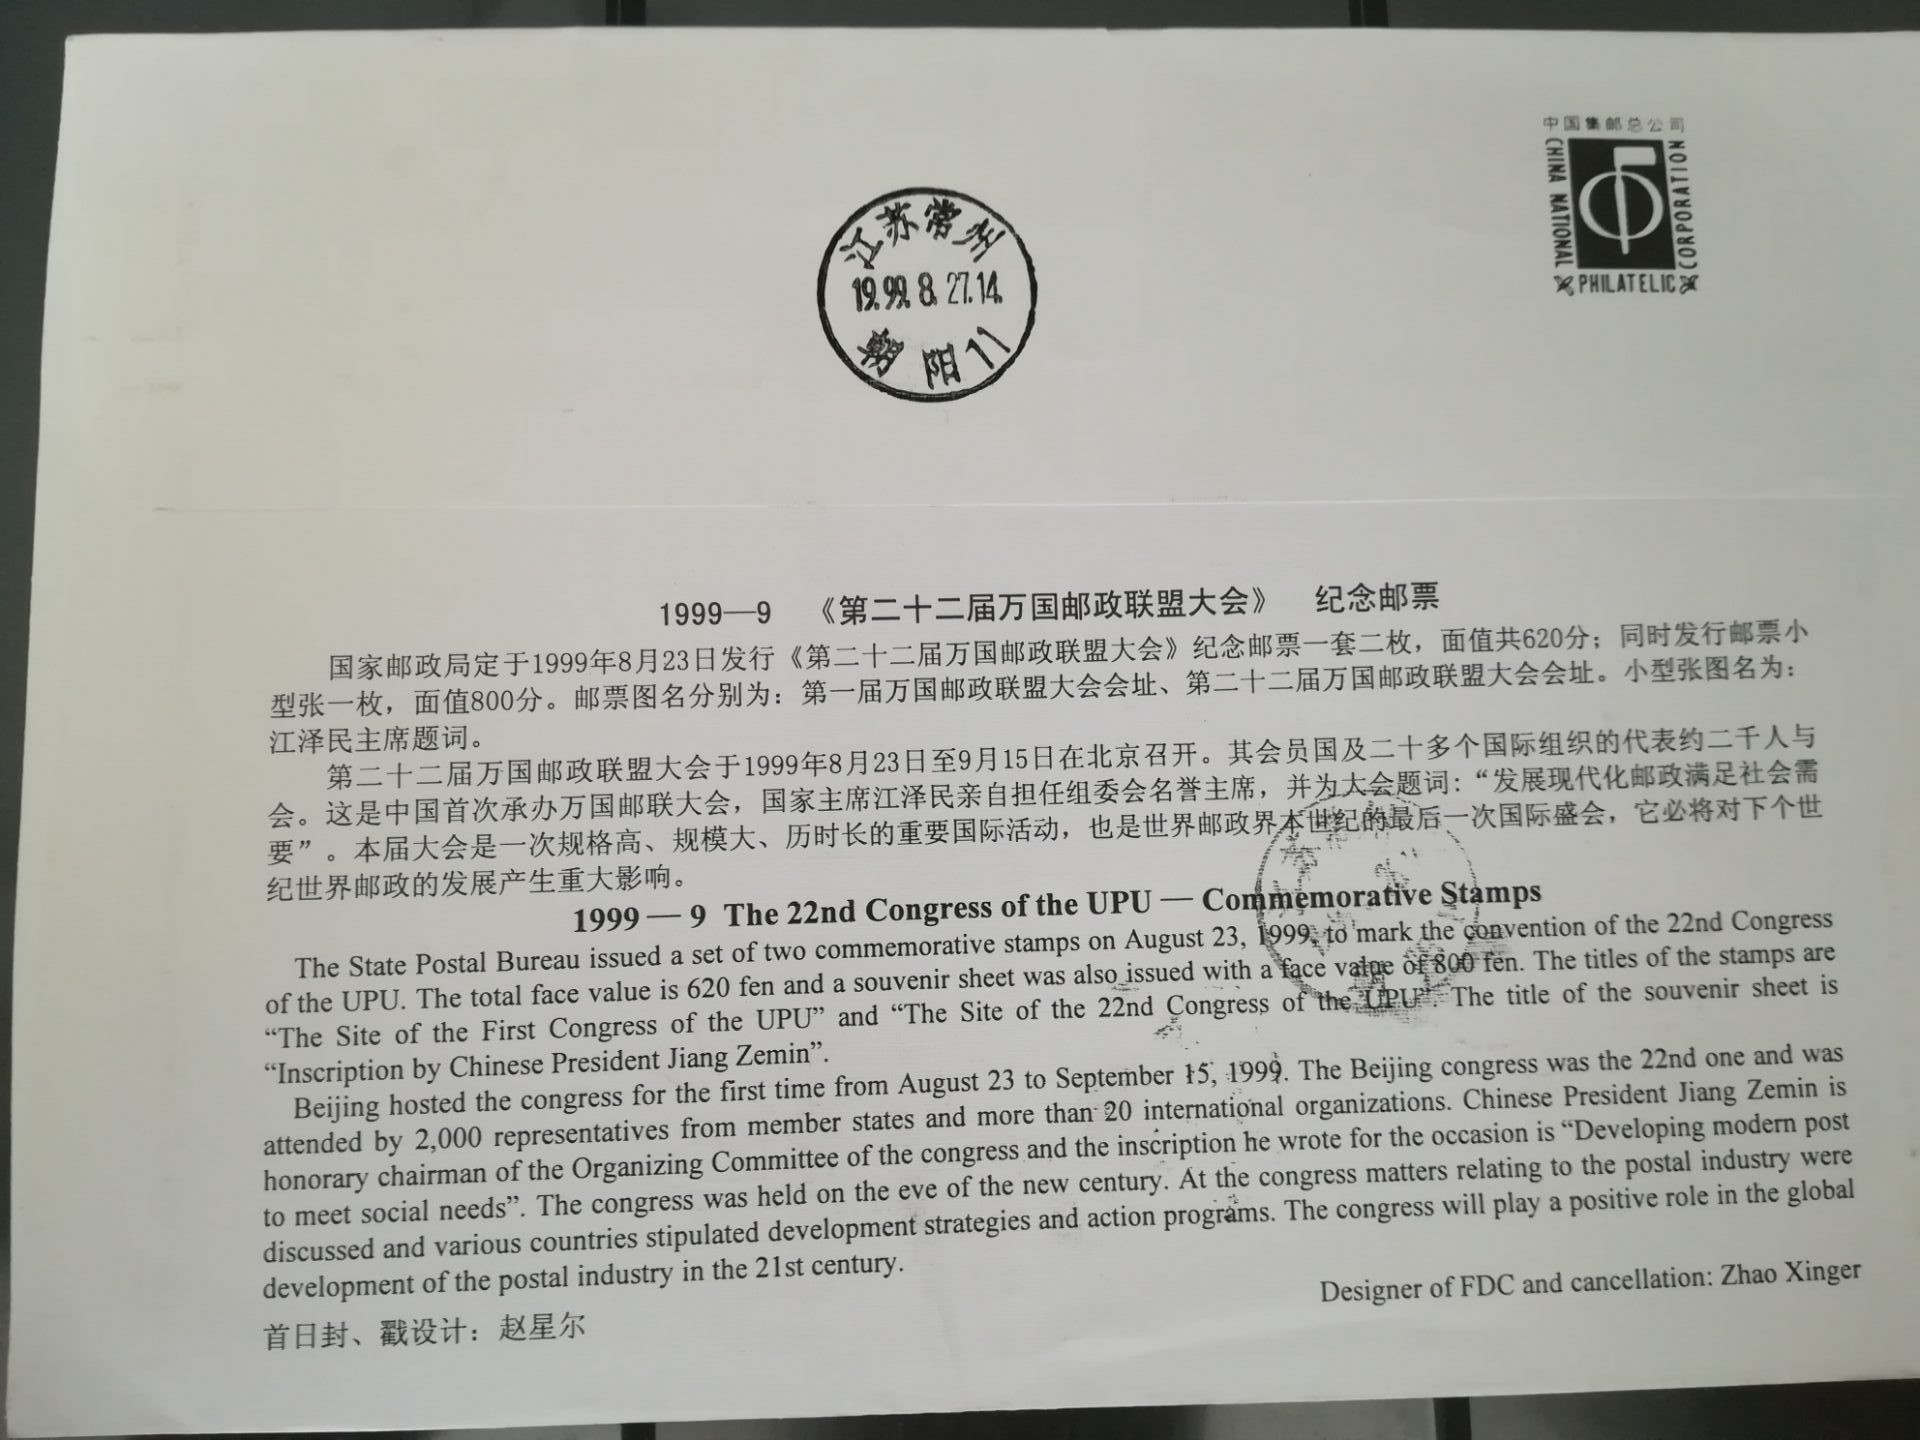 中国集邮总公司
CHINA NATIONAL
PHILATELIC
CORPORATION
江苏常州
19.99.8.27.14.
阳11
1999—9 《第二十二届万国邮政联盟大会》 纪念邮票
国家邮政局定于1999年8月23日发行《第二十二届万国邮政联盟大会》纪念邮票一套二枚，面值共620分；同时发行邮票小
型张一枚，面值800分。邮票图名分别为：第一届万国邮政联盟大会会址、第二十二届万国邮政联盟大会会址。小型张图名为：
江泽民主席题词。
第二十二届万国邮政联盟大会于1999年8月23日至9月15日在北京召开。其会员国及二十多个国际组织的代表约二千人与
会。这是中国首次承办万国邮联大会，国家主席江泽民亲自担任组委会名誉主席，并为大会题词：“发展现代化邮政满足社会需
要”。本届大会是一次规格高、规模大、历时长的重要国际活动，也是世界邮政界本世纪的最后一次国际盛会，它必将对下个世
纪世界邮政的发展产生重大影响。
1999 — 9 The 22nd Congress of the UPU — Commemorative Stamps
The State Postal Bureau issued a set of two commemorative stamps on August 23, 1999, to mark the convention of the 22nd Congress
of the UPU. The total face value is 620 fen and a souvenir sheet was also issued with a face value of 800 fen. The titles of the stamps are
“The Site of the First Congress of the UPU” and “The Site of the 22nd Congress of the UPU”. The title of the souvenir sheet is
“Inscription by Chinese President Jiang Zemin”.
Beijing hosted the congress for the first time from August 23 to September 15, 1999. The Beijing congress was the 22nd one and was
attended by 2,000 representatives from member states and more than 20 international organizations. Chinese President Jiang Zemin is
honorary chairman of the Organizing Committee of the congress and the inscription he wrote for the occasion is “Developing modern post
to meet social needs”. The congress was held on the eve of the new century. At the congress matters relating to the postal industry were
discussed and various countries stipulated development strategies and action programs. The congress will play a positive role in the global
development of the postal industry in the 21st century.
Designer of FDC and cancellation: Zhao Xinger
首日封、戳设计：赵星尔